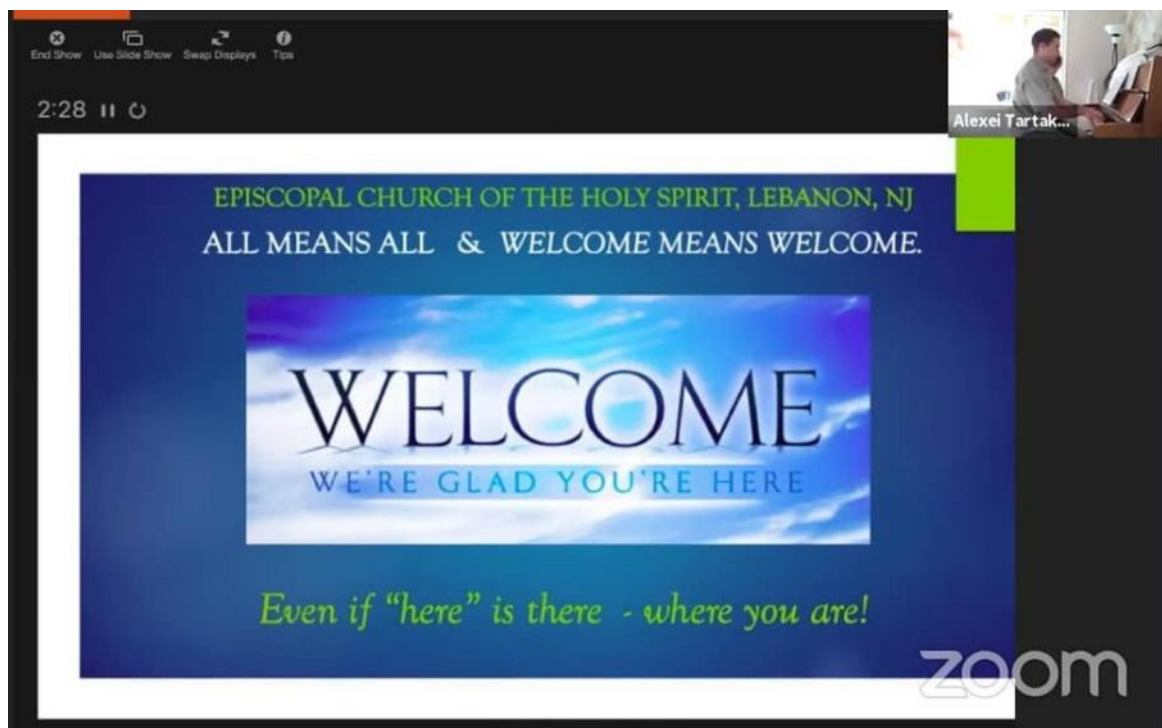 End Show Use Slide Show Swap Displays Tips
2:28
Alexei Tartak...
EPISCOPAL CHURCH OF THE HOLY SPIRIT, LEBANON, NJ
ALL MEANS ALL & WELCOME MEANS WELCOME.
WELCOME
WE'RE GLAD YOU'RE HERE
Even if “here” is there - where you are!
zoom